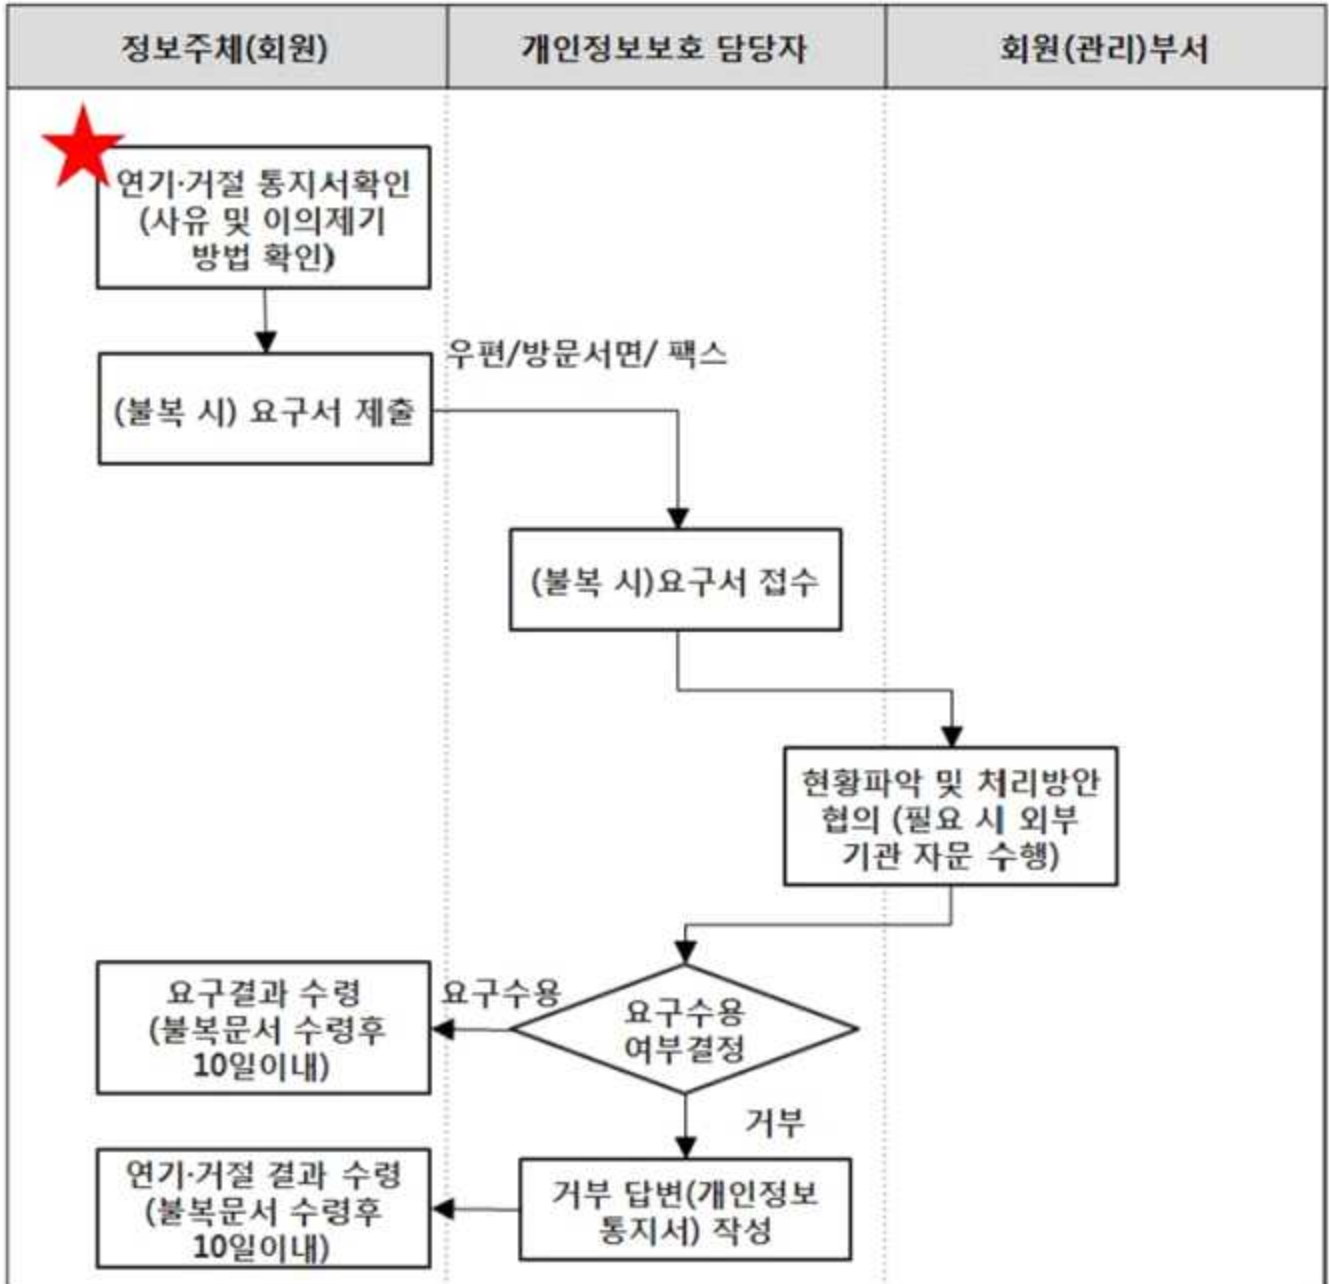 정보주체(회원)
개인정보보호 담당자
회원(관리)부서
연기·거절 통지서확인
(사유 및 이의제기
방법 확인)
우편/방문서면/ 팩스
(불복 시) 요구서 제출
(불복 시)요구서 접수
현황파악 및 처리방안
협의 (필요 시 외부
기관 자문 수행)
요구결과 수령
(불복문서 수령후
10일이내)
요구수용
요구수용
여부결정
거부
연기·거절 결과 수령
(불복문서 수령후
10일이내)
거부 답변(개인정보
통지서) 작성